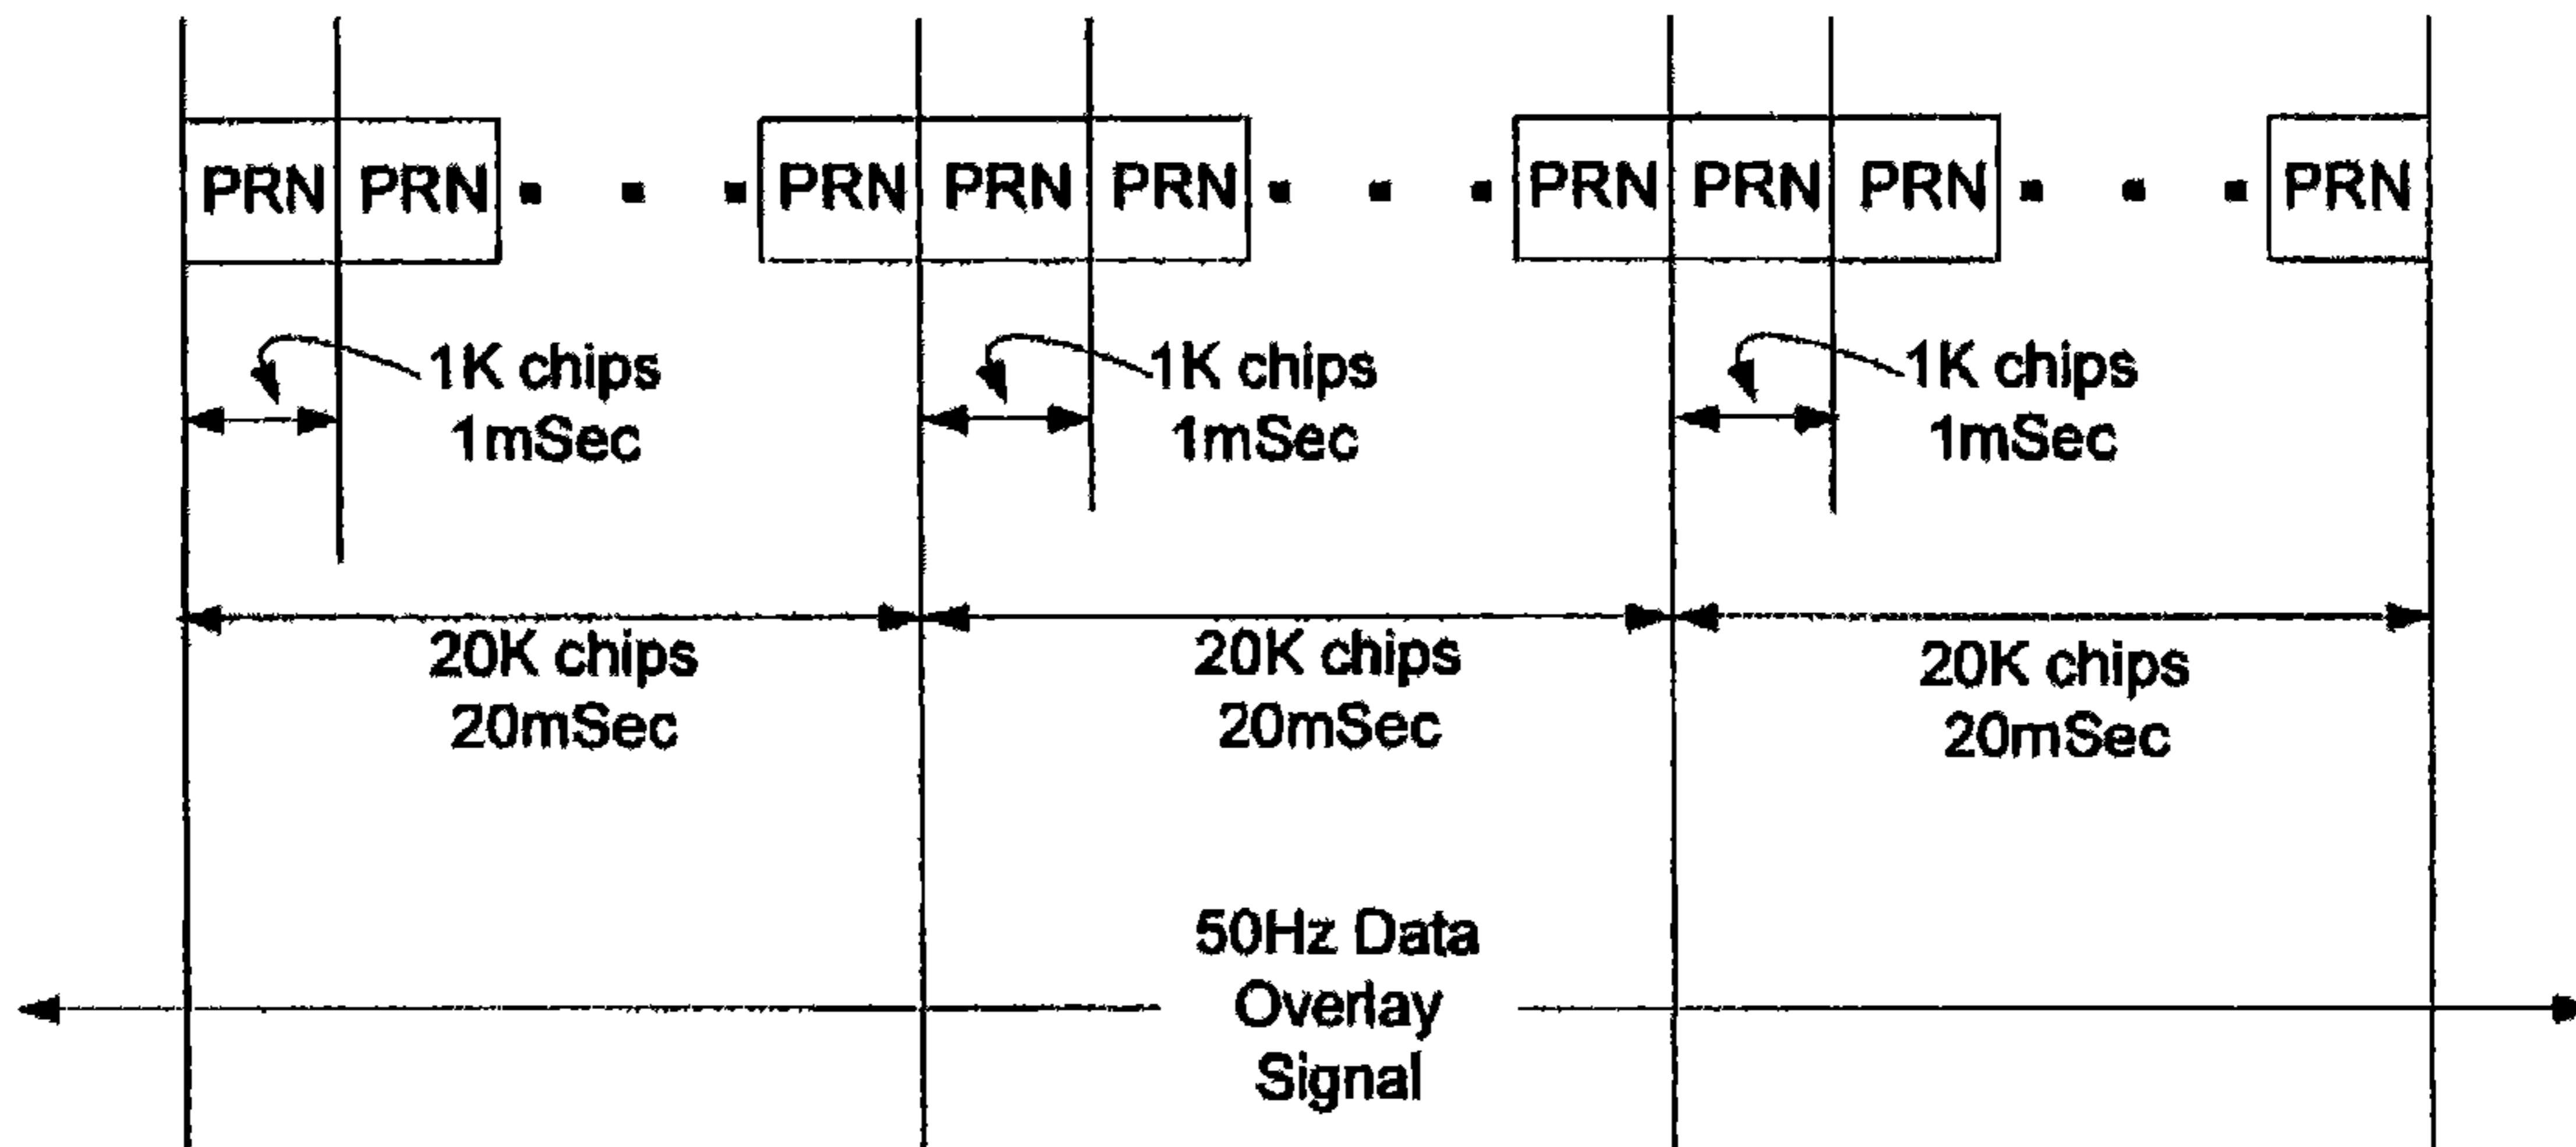 PRN PRN PRN PRN PRN PRN PRN PRN PRN
1K chips 1K chips 1K chips
1mSec 1mSec 1mSec
20K chips 20K chips 20K chips
20mSec 20mSec 20mSec
50Hz Data
Overlay
Signal